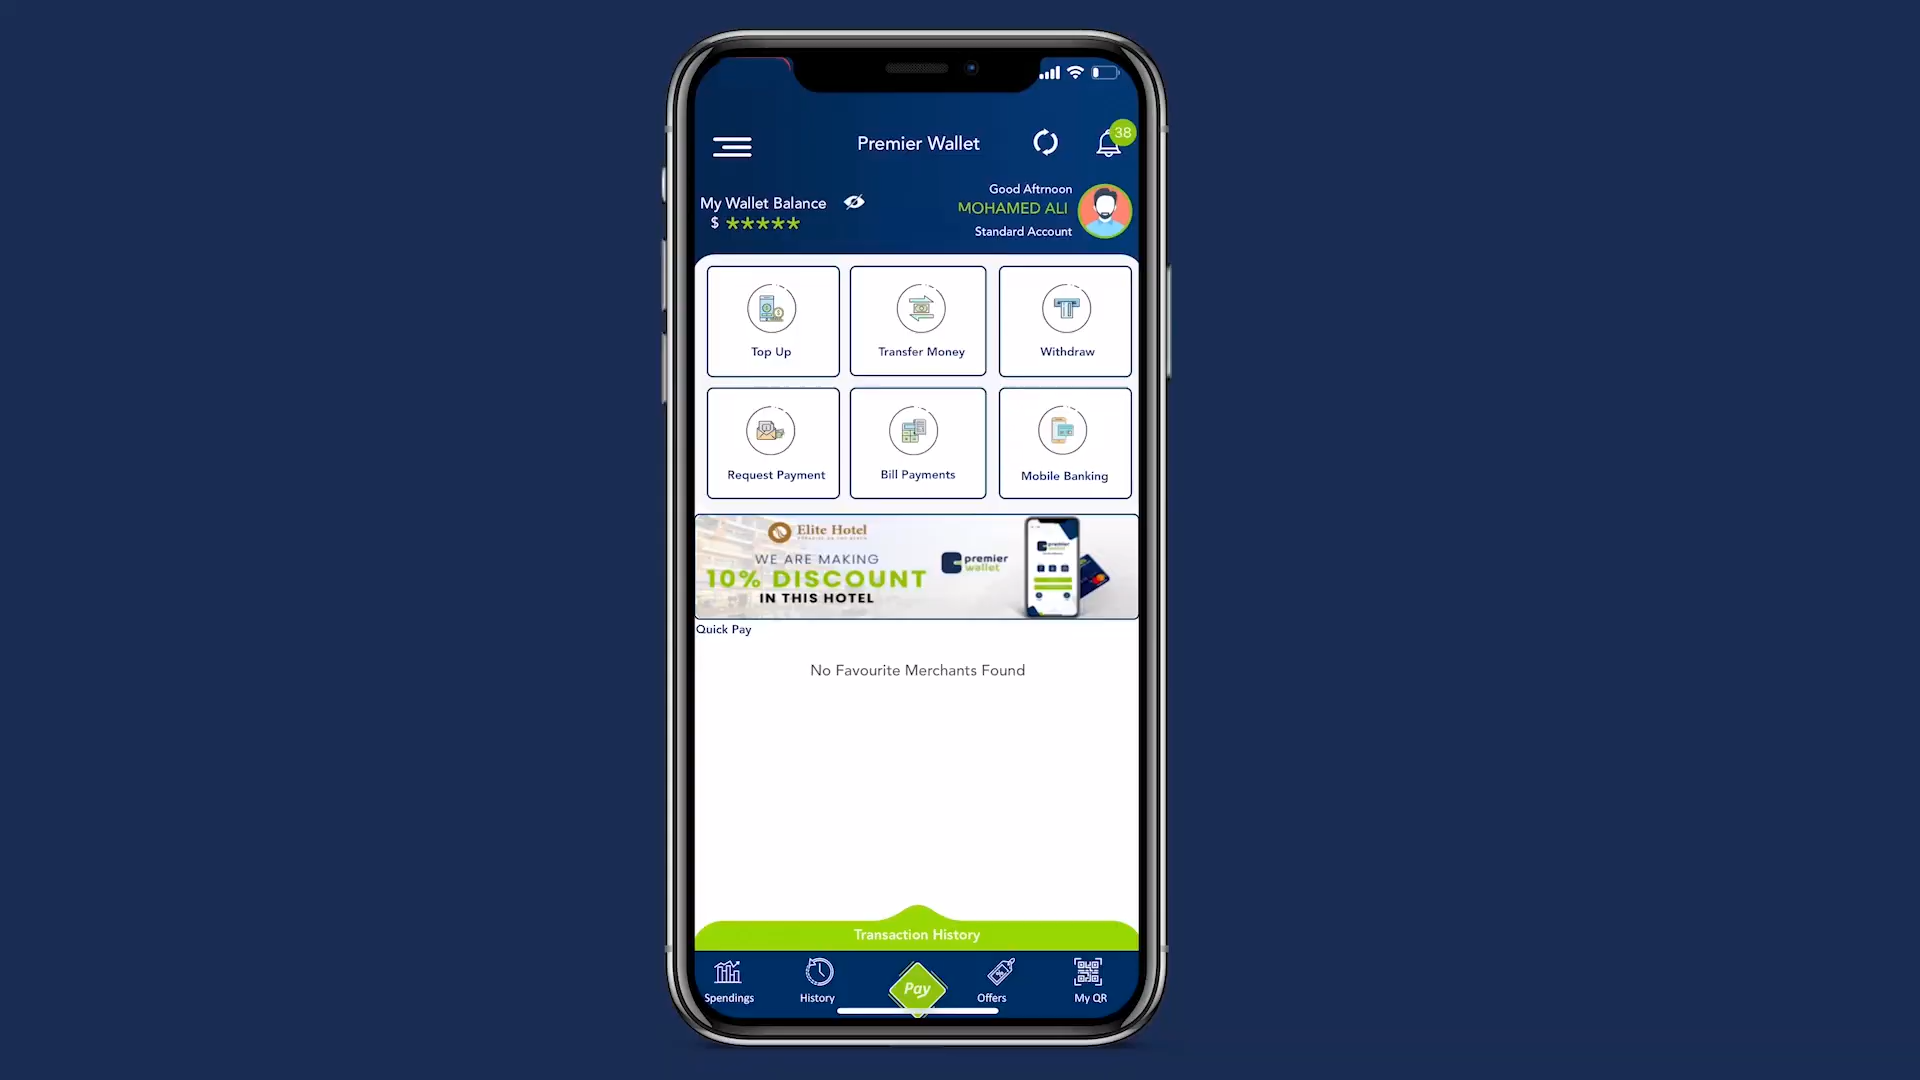 Premier Wallet
38
My Wallet Balance
$ *****
Good Aftrnoon
MOHAMED ALI
Standard Account
Top Up
Transfer Money
Withdraw
Request Payment
Bill Payments
Mobile Banking
Elite Hotel
WE ARE MAKING
10% DISCOUNT
IN THIS HOTEL
premier
wallet
Quick Pay
No Favourite Merchants Found
Transaction History
Spendings
History
Pay
Offers
My QR